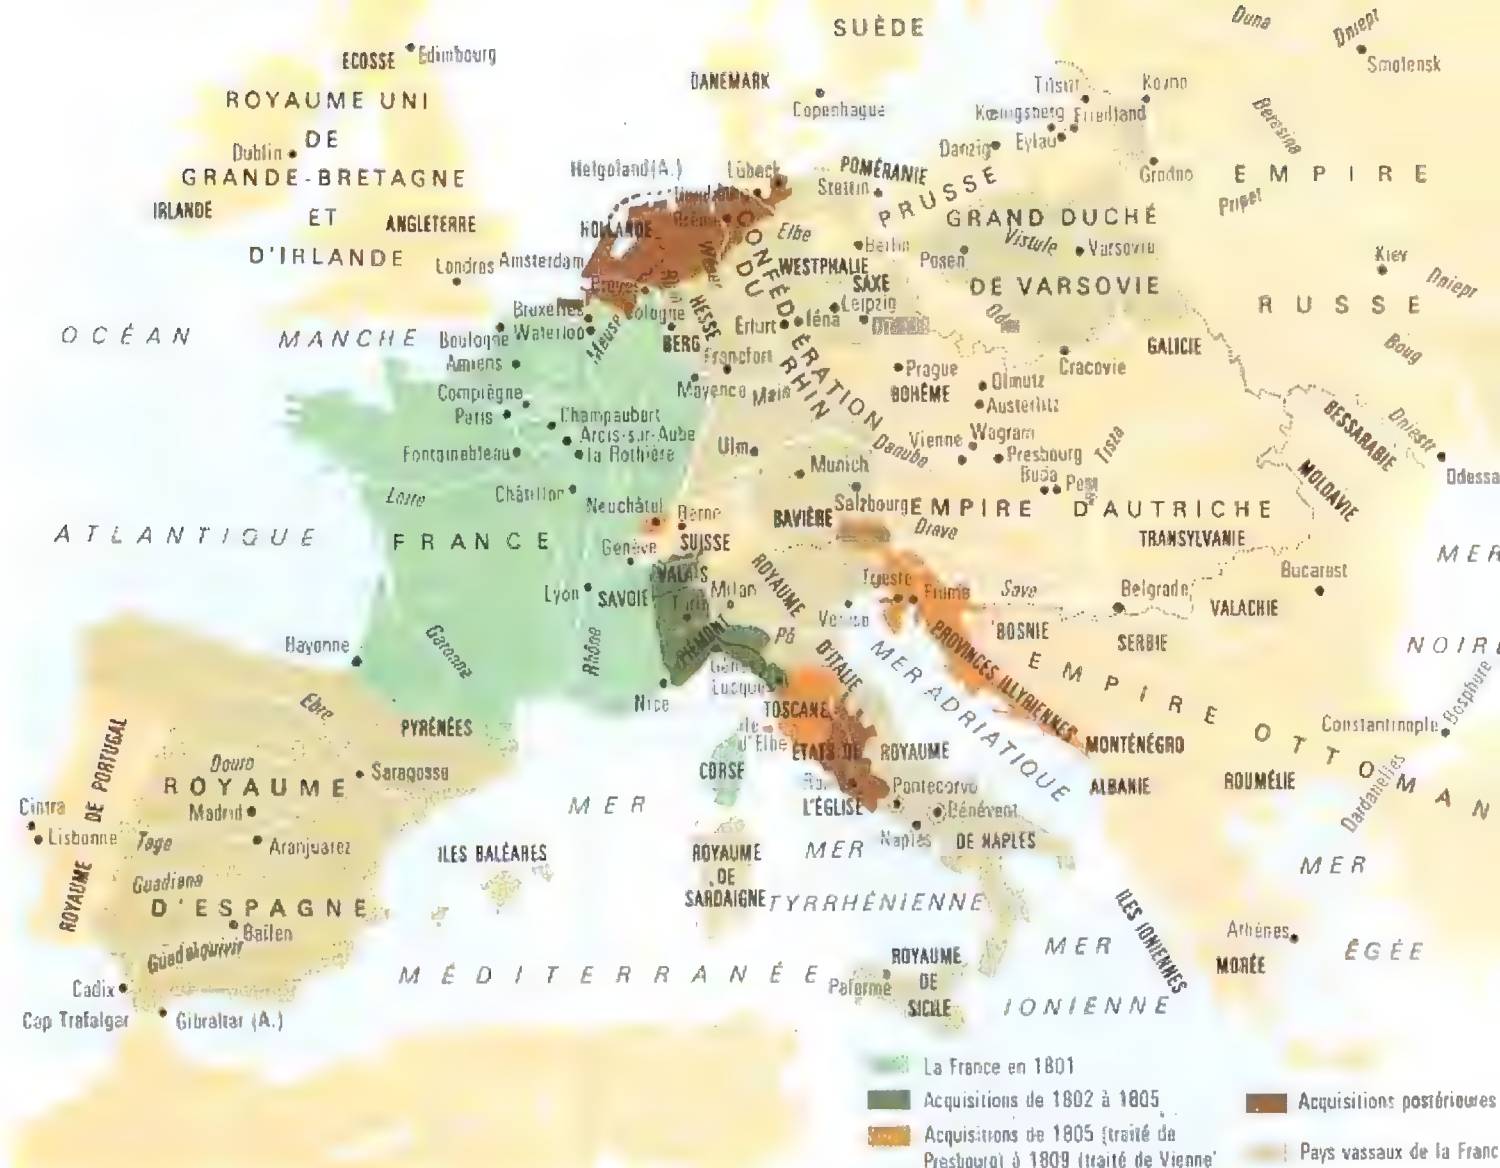 SUÈDE
Duna
Dniepr
Smolensk
ECOSSE
Edimbourg
DANEMARK
Copenhague
Tilsit
Kovno
Kœnigsberg
Friedland
Eylau
Danzig
Bérésina
ROYAUME UNI
DE
GRANDE-BRETAGNE
ET
D'IRLANDE
Dublin
IRLANDE
ANGLETERRE
Londres
Helgoland (A.)
Lübeck
POMÉRANIE
Stettin
PRUSSE
Grodno
EMPIRE
RUSSE
Pripet
GRAND DUCHÉ
DE VARSOVIE
Vistule
Varsovie
Posen
HOLLANDE
Brême
Elbe
Berlin
Kiev
Dniepr
Amsterdam
Weser
WESTPHALIE
SAXE
Leipzig
CONFÉDÉRATION
DU RHIN
OCÉAN
ATLANTIQUE
MANCHE
Bruxelles
Boulogne
Waterloo
Cologne
HESSE
BERG
Erfurt
Iéna
Oder
GALICIE
Cracovie
Boug
Amiens
Francfort
Mayence
Main
Prague
BOHÊME
Olmutz
Austerlitz
Compiègne
Paris
Champaubert
Arcis-sur-Aube
la Rothière
Fontainebleau
Ulm
Danube
Vienne
Wagram
Presbourg
Buda
Pest
BESSARABIE
Dniestr
Odessa
MOLDAVIE
Munich
Salzbourg
Loire
Châtillon
Neuchâtel
Berne
BAVIÈRE
EMPIRE D'AUTRICHE
Drave
TRANSYLVANIE
FRANCE
Genève
SUISSE
VALAIS
Lyon
SAVOIE
Milan
Turin
PIÉMONT
Pô
ROYAUME
D'ITALIE
Trieste
Fiume
Save
Belgrade
Bucarest
VALACHIE
MER
NOIRE
BOSNIE
SERBIE
PROVINCES ILLYRIENNES
MER ADRIATIQUE
EMPIRE OTTOMAN
Bayonne
Garonne
Rhône
Nice
Lucques
TOSCANE
Ile
d'Elbe
CORSE
ÉTATS DE
L'ÉGLISE
ROYAUME
DE NAPLES
Pontecorvo
Bénévent
Naples
MONTÉNÉGRO
ALBANIE
ROUMÉLIE
Constantinople
Bosphore
Dardanelles
PYRÉNÉES
Ebre
Saragosse
Douro
ROYAUME
D'ESPAGNE
Madrid
Aranjuarez
Tage
Guadiana
Bailen
Guadalquivir
ROYAUME DE PORTUGAL
Cintra
Lisbonne
Cadix
Cap Trafalgar
Gibraltar (A.)
ILES BALÉARES
MER
MÉDITERRANÉE
ROYAUME
DE
SARDAIGNE
MER
TYRRHÉNIENNE
Palerme
ROYAUME
DE
SICILE
MER
IONIENNE
ILES IONIENNES
Athènes
MORÉE
MER
ÉGÉE
La France en 1801
Acquisitions de 1802 à 1805
Acquisitions de 1805 (traité de
Presbourg) à 1809 (traité de Vienne
Acquisitions postérieures
Pays vassaux de la Franc